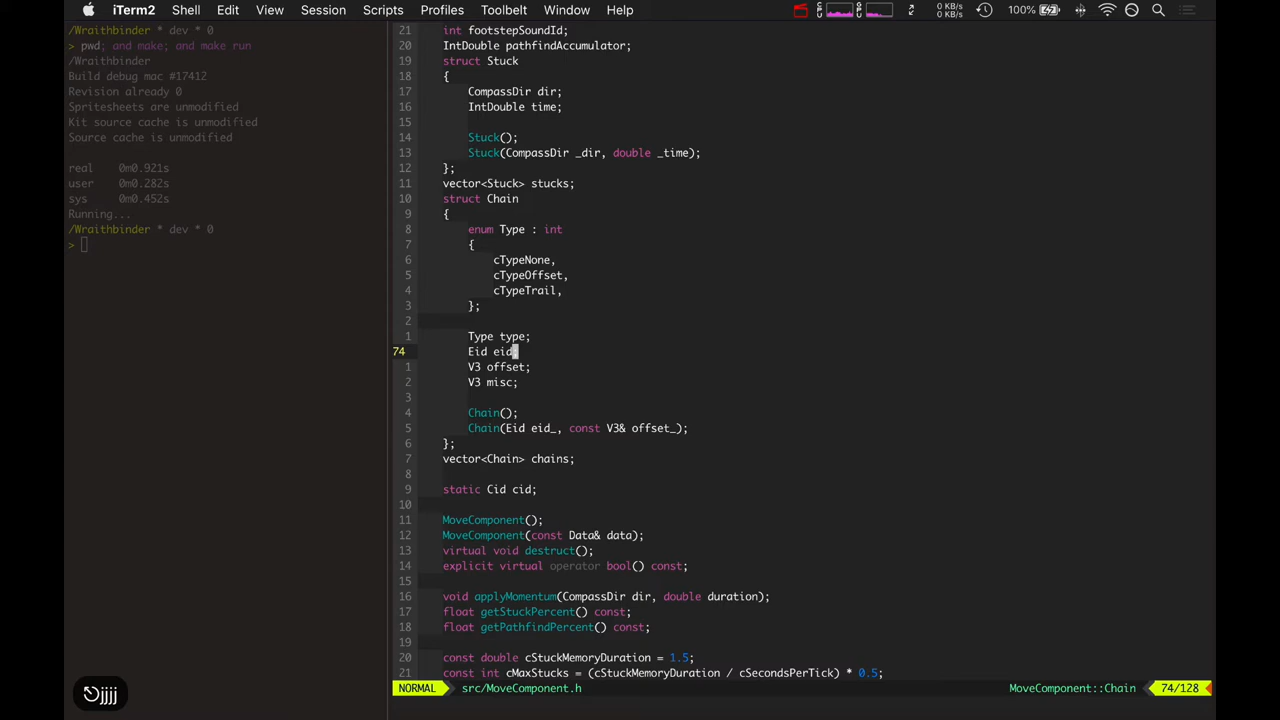 iTerm2 Shell Edit View Session Scripts Profiles Toolbelt Window Help 0 KB/s 0 KB/s 100%
/Wraithbinder * dev * 0
> pwd; and make; and make run
/Wraithbinder
Build debug mac #17412
Revision already 0
Spritesheets are unmodified
Kit source cache is unmodified
Source cache is unmodified
real 0m0.921s
user 0m0.282s
sys 0m0.452s
Running...
/Wraithbinder * dev * 0
>
21 int footstepSoundId;
20 IntDouble pathfindAccumulator;
19 struct Stuck
18 {
17 CompassDir dir;
16 IntDouble time;
15
14 Stuck();
13 Stuck(CompassDir _dir, double _time);
12 };
11 vector<Stuck> stucks;
10 struct Chain
9 {
8 enum Type : int
7 {
6 cTypeNone,
5 cTypeOffset,
4 cTypeTrail,
3 };
2
1 Type type;
74 Eid eid;
1 V3 offset;
2 V3 misc;
3
4 Chain();
5 Chain(Eid eid_, const V3& offset_);
6 };
7 vector<Chain> chains;
8
9 static Cid cid;
10
11 MoveComponent();
12 MoveComponent(const Data& data);
13 virtual void destruct();
14 explicit virtual operator bool() const;
15
16 void applyMomentum(CompassDir dir, double duration);
17 float getStuckPercent() const;
18 float getPathfindPercent() const;
19
20 const double cStuckMemoryDuration = 1.5;
21 const int cMaxStucks = (cStuckMemoryDuration / cSecondsPerTick) * 0.5;
NORMAL src/MoveComponent.h MoveComponent::Chain 74/128
jjjj